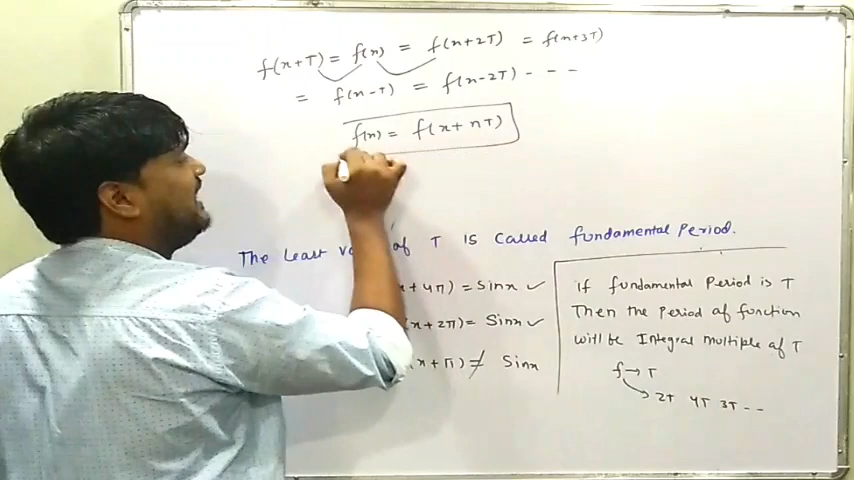 f(x+T) = f(x) = f(x+2T) = f(x+3T)
= f(x-T) = f(x-2T) - - -
f(x) = f(x+nT)
The Least of T is called fundamental Period.
x + 4π) = Sinx ✓
(x + 2π) = Sinx ✓
(x + π) ≠ Sinx
If fundamental Period is T
Then the Period of function
will be Integral multiple of T
f → T
2T 4T 3T - -